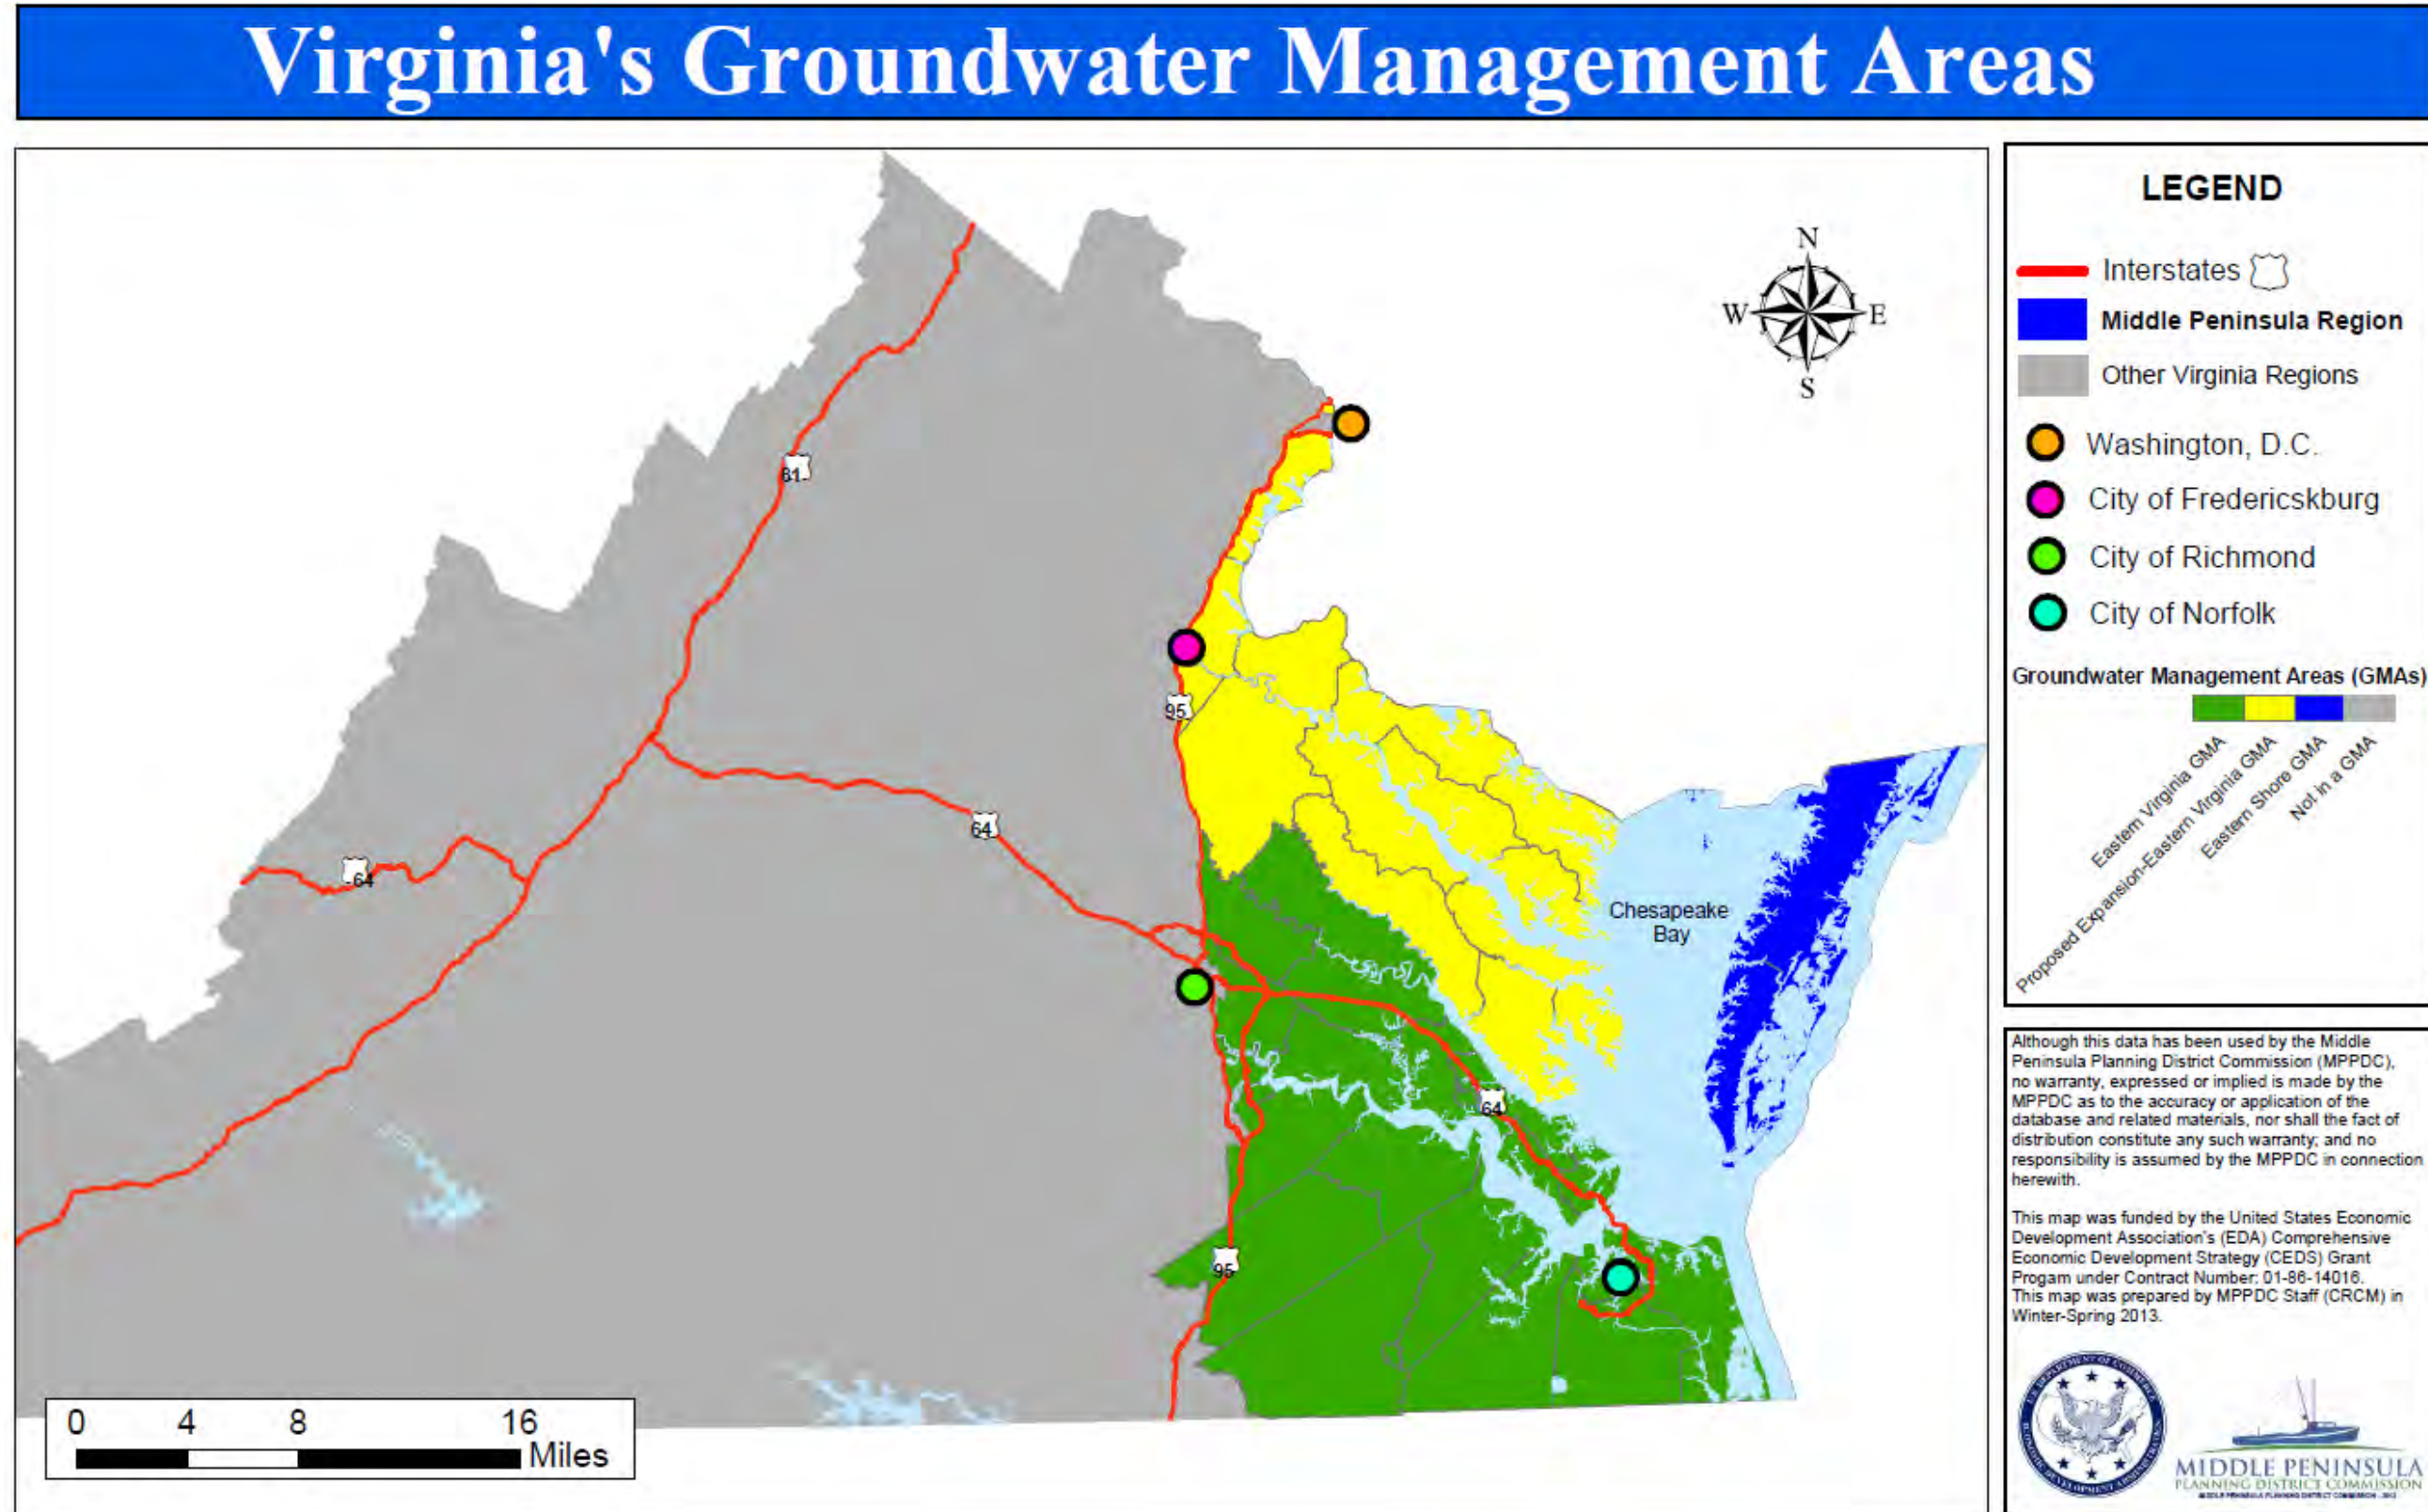 Virginia's Groundwater Management Areas
N
W E
S
81
64
64
95
Chesapeake
Bay
64
95
0 4 8 16
Miles
LEGEND
Interstates
Middle Peninsula Region
Other Virginia Regions
Washington, D.C.
City of Fredericskburg
City of Richmond
City of Norfolk
Groundwater Management Areas (GMAs)
Eastern Virginia GMA
Proposed Expansion-Eastern Virginia GMA
Eastern Shore GMA
Not in a GMA
Although this data has been used by the Middle
Peninsula Planning District Commission (MPPDC),
no warranty, expressed or implied is made by the
MPPDC as to the accuracy or application of the
database and related materials, nor shall the fact of
distribution constitute any such warranty; and no
responsibility is assumed by the MPPDC in connection
herewith.
This map was funded by the United States Economic
Development Association's (EDA) Comprehensive
Economic Development Strategy (CEDS) Grant
Progam under Contract Number: 01-86-14016.
This map was prepared by MPPDC Staff (CRCM) in
Winter-Spring 2013.
U.S. DEPARTMENT OF COMMERCE
ECONOMIC DEVELOPMENT ADMINISTRATION
MIDDLE PENINSULA
PLANNING DISTRICT COMMISSION